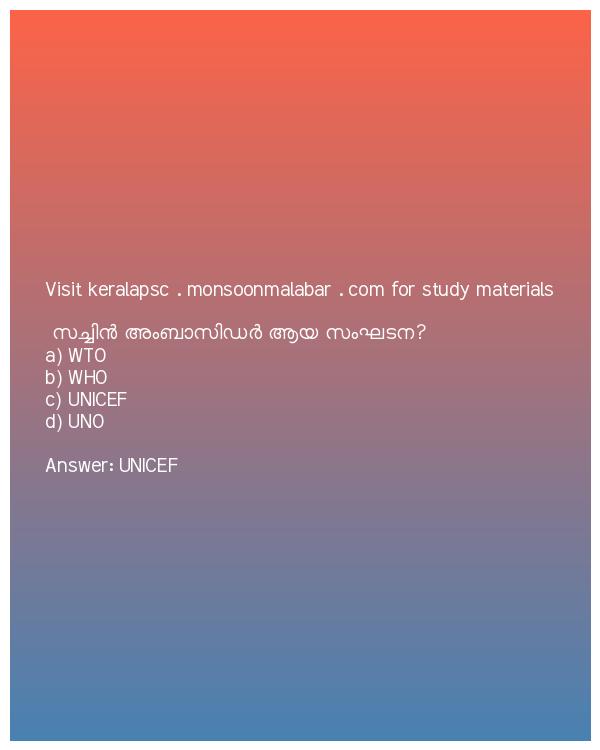 Visit keralapsc . monsoonmalabar . com for study materials
സച്ചിൻ അംബാസിഡർ ആയ സംഘടന?
a) WTO
b) WHO
c) UNICEF
d) UNO
Answer: UNICEF